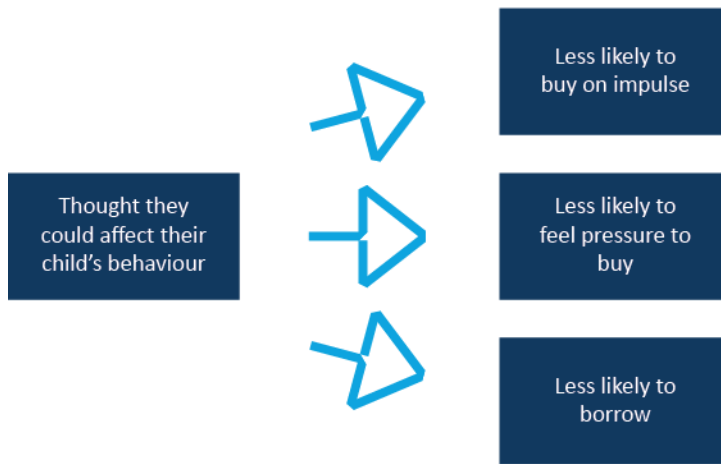 Thought they
could affect their
child's behaviour
Less likely to
buy on impulse
Less likely to
feel pressure to
buy
Less likely to
borrow